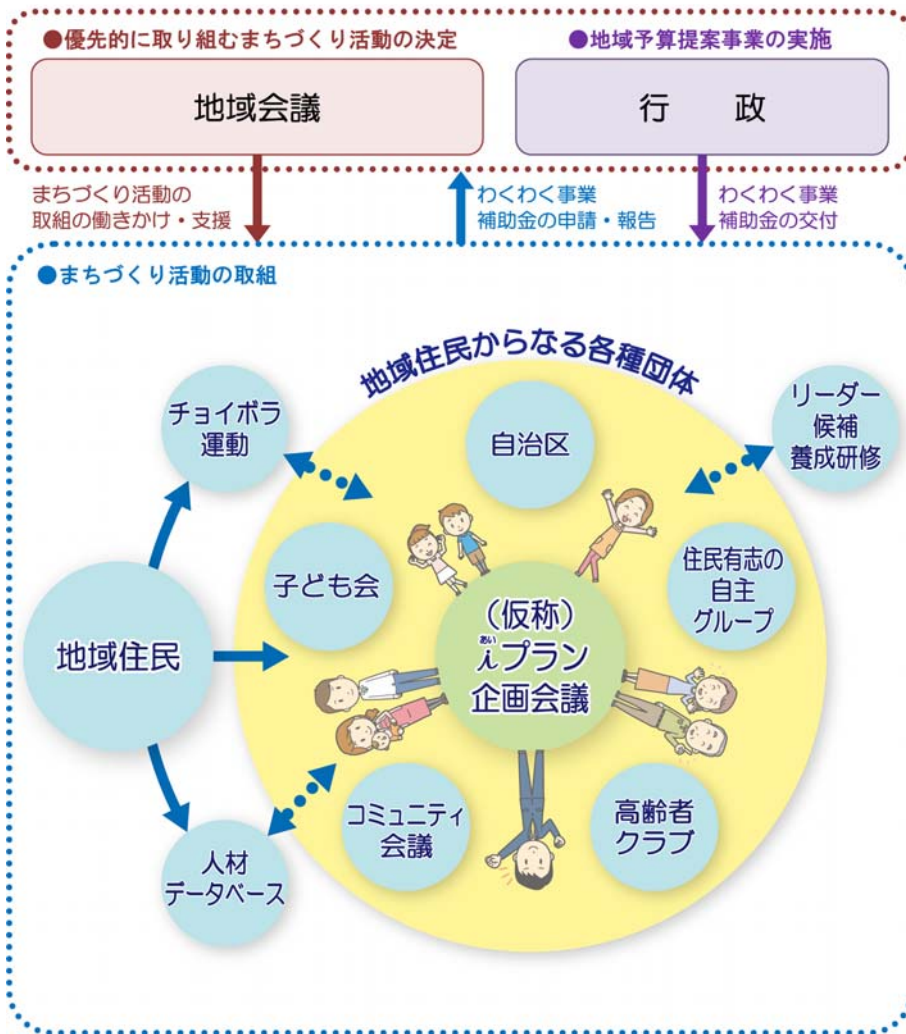 ●優先的に取り組むまちづくり活動の決定
●地域予算提案事業の実施
地域会議
行　政
まちづくり活動の
取組の働きかけ・支援
わくわく事業
補助金の申請・報告
わくわく事業
補助金の交付
●まちづくり活動の取組
地域住民からなる各種団体
チョイボラ
運動
自治区
リーダー
候補
養成研修
子ども会
住民有志の
自主
グループ
地域住民
（仮称）
あい
iプラン
企画会議
コミュニティ
会議
高齢者
クラブ
人材
データベース